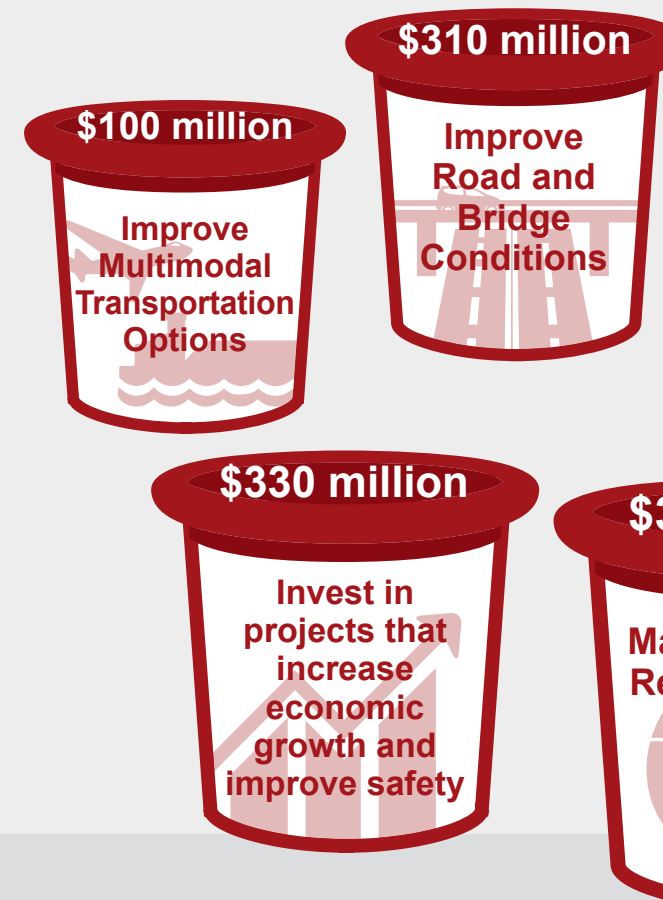 $100 million
Improve
Multimodal
Transportation
Options
$310 million
Improve
Road and
Bridge
Conditions
$330 million
Invest in
projects that
increase
economic
growth and
improve safety